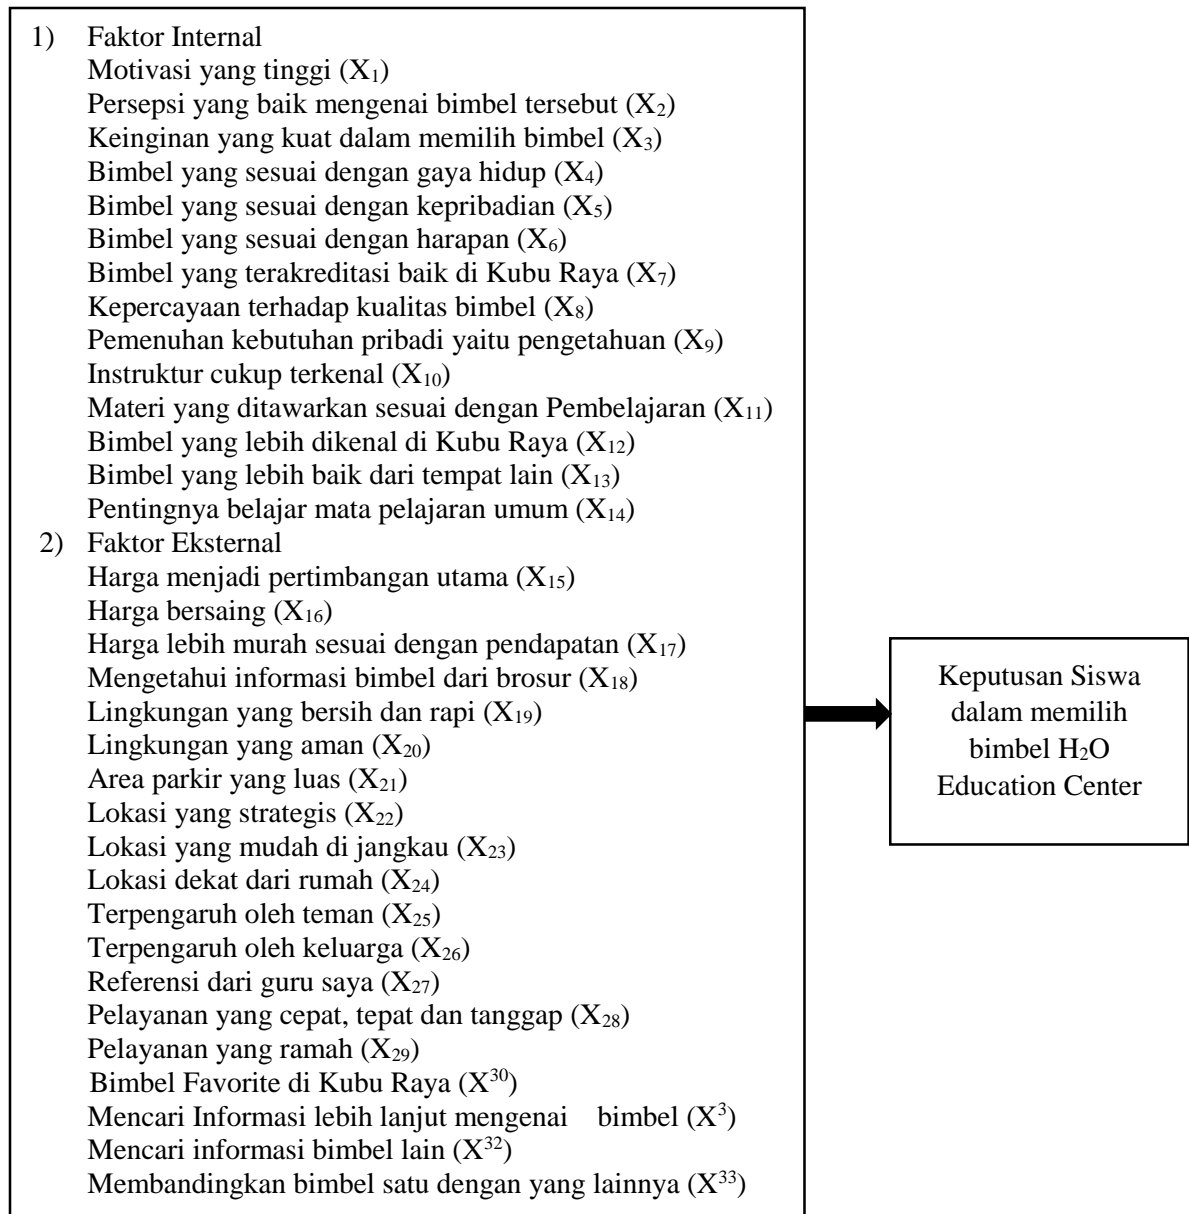 1) Faktor Internal
Motivasi yang tinggi (X₁)
Persepsi yang baik mengenai bimbel tersebut (X₂)
Keinginan yang kuat dalam memilih bimbel (X₃)
Bimbel yang sesuai dengan gaya hidup (X₄)
Bimbel yang sesuai dengan kepribadian (X₅)
Bimbel yang sesuai dengan harapan (X₆)
Bimbel yang terakreditasi baik di Kubu Raya (X₇)
Kepercayaan terhadap kualitas bimbel (X₈)
Pemenuhan kebutuhan pribadi yaitu pengetahuan (X₉)
Instruktur cukup terkenal (X₁₀)
Materi yang ditawarkan sesuai dengan Pembelajaran (X₁₁)
Bimbel yang lebih dikenal di Kubu Raya (X₁₂)
Bimbel yang lebih baik dari tempat lain (X₁₃)
Pentingnya belajar mata pelajaran umum (X₁₄)
2) Faktor Eksternal
Harga menjadi pertimbangan utama (X₁₅)
Harga bersaing (X₁₆)
Harga lebih murah sesuai dengan pendapatan (X₁₇)
Mengetahui informasi bimbel dari brosur (X₁₈)
Lingkungan yang bersih dan rapi (X₁₉)
Lingkungan yang aman (X₂₀)
Area parkir yang luas (X₂₁)
Lokasi yang strategis (X₂₂)
Lokasi yang mudah di jangkau (X₂₃)
Lokasi dekat dari rumah (X₂₄)
Terpengaruh oleh teman (X₂₅)
Terpengaruh oleh keluarga (X₂₆)
Referensi dari guru saya (X₂₇)
Pelayanan yang cepat, tepat dan tanggap (X₂₈)
Pelayanan yang ramah (X₂₉)
Bimbel Favorite di Kubu Raya (X³⁰)
Mencari Informasi lebih lanjut mengenai bimbel (X³)
Mencari informasi bimbel lain (X³²)
Membandingkan bimbel satu dengan yang lainnya (X³³)
Keputusan Siswa
dalam memilih
bimbel H₂O
Education Center